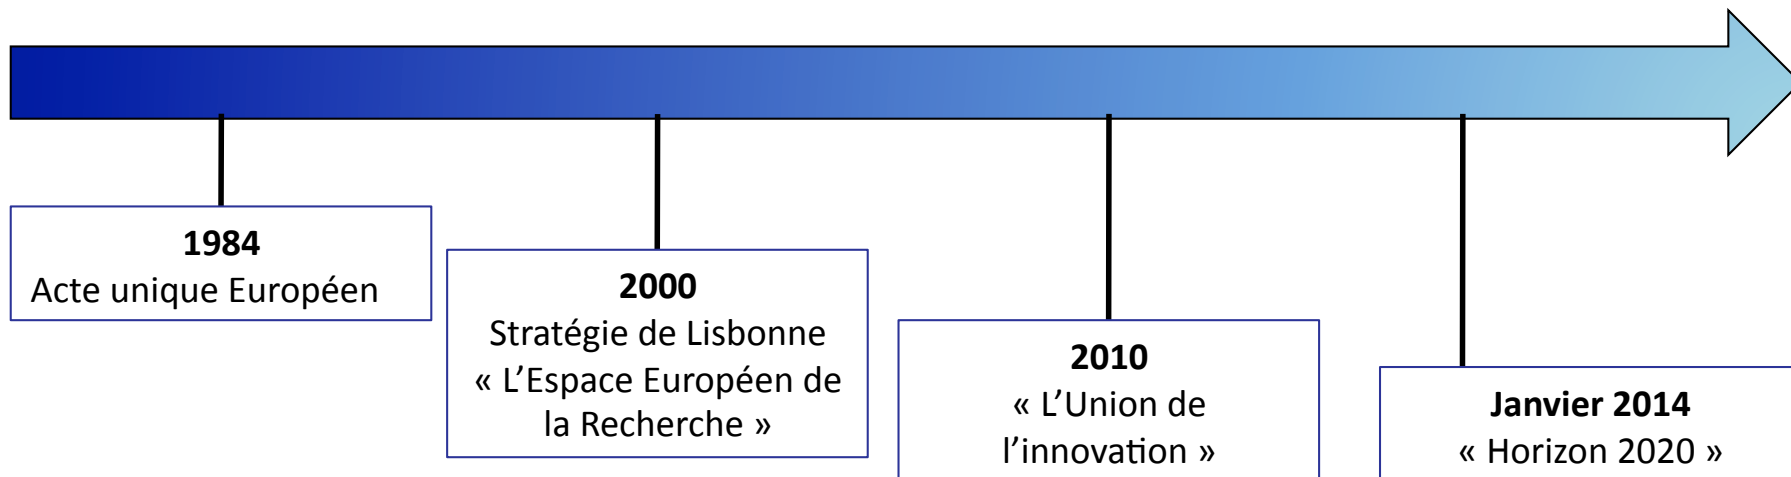 1984
Acte unique Européen
2000
Stratégie de Lisbonne
« L’Espace Européen de
la Recherche »
2010
« L’Union de
l’innovation »
Janvier 2014
« Horizon 2020 »